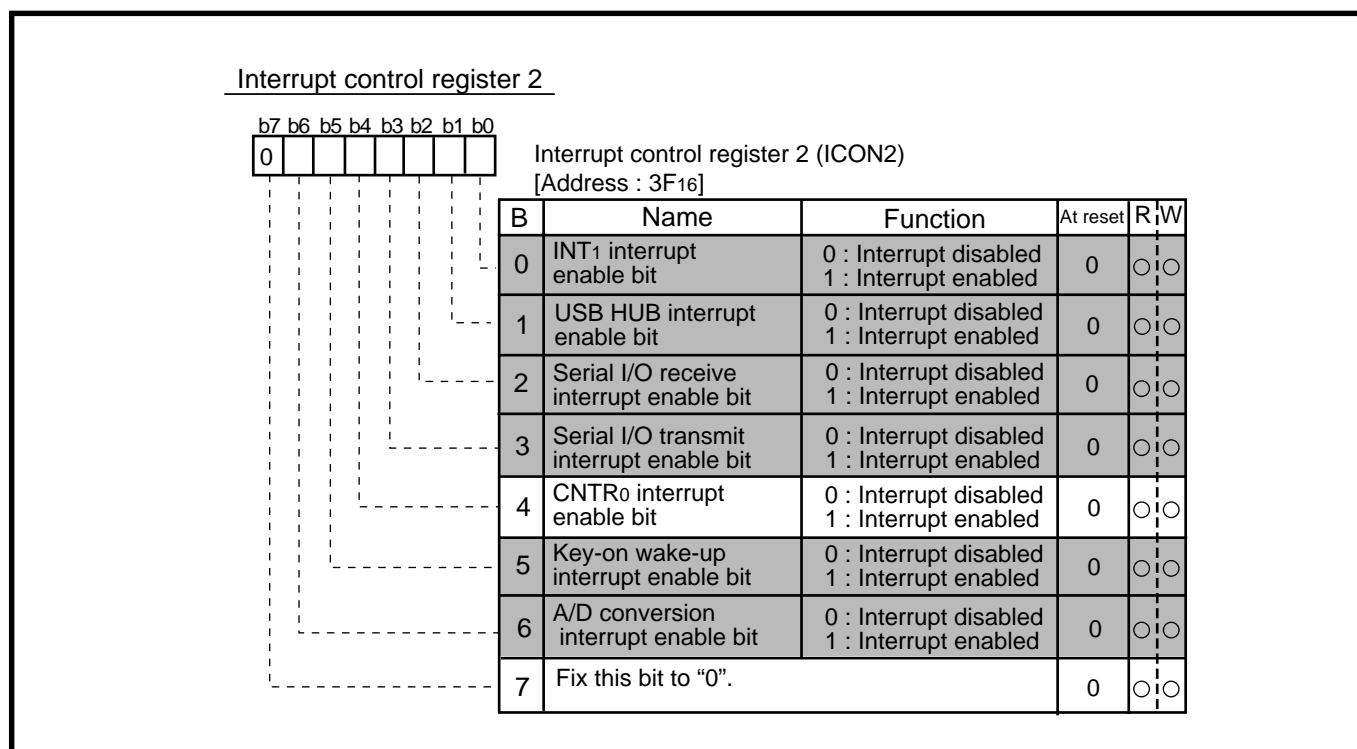 Interrupt control register 2
b7 b6 b5 b4 b3 b2 b1 b0
0
Interrupt control register 2 (ICON2)
[Address : 3F16]
B Name Function At reset R W
0 INT1 interrupt enable bit 0 : Interrupt disabled 0 ○ ○
1 : Interrupt enabled
1 USB HUB interrupt enable bit 0 : Interrupt disabled 0 ○ ○
1 : Interrupt enabled
2 Serial I/O receive interrupt enable bit 0 : Interrupt disabled 0 ○ ○
1 : Interrupt enabled
3 Serial I/O transmit interrupt enable bit 0 : Interrupt disabled 0 ○ ○
1 : Interrupt enabled
4 CNTR0 interrupt enable bit 0 : Interrupt disabled 0 ○ ○
1 : Interrupt enabled
5 Key-on wake-up interrupt enable bit 0 : Interrupt disabled 0 ○ ○
1 : Interrupt enabled
6 A/D conversion interrupt enable bit 0 : Interrupt disabled 0 ○ ○
1 : Interrupt enabled
7 Fix this bit to “0”. 0 ○ ○